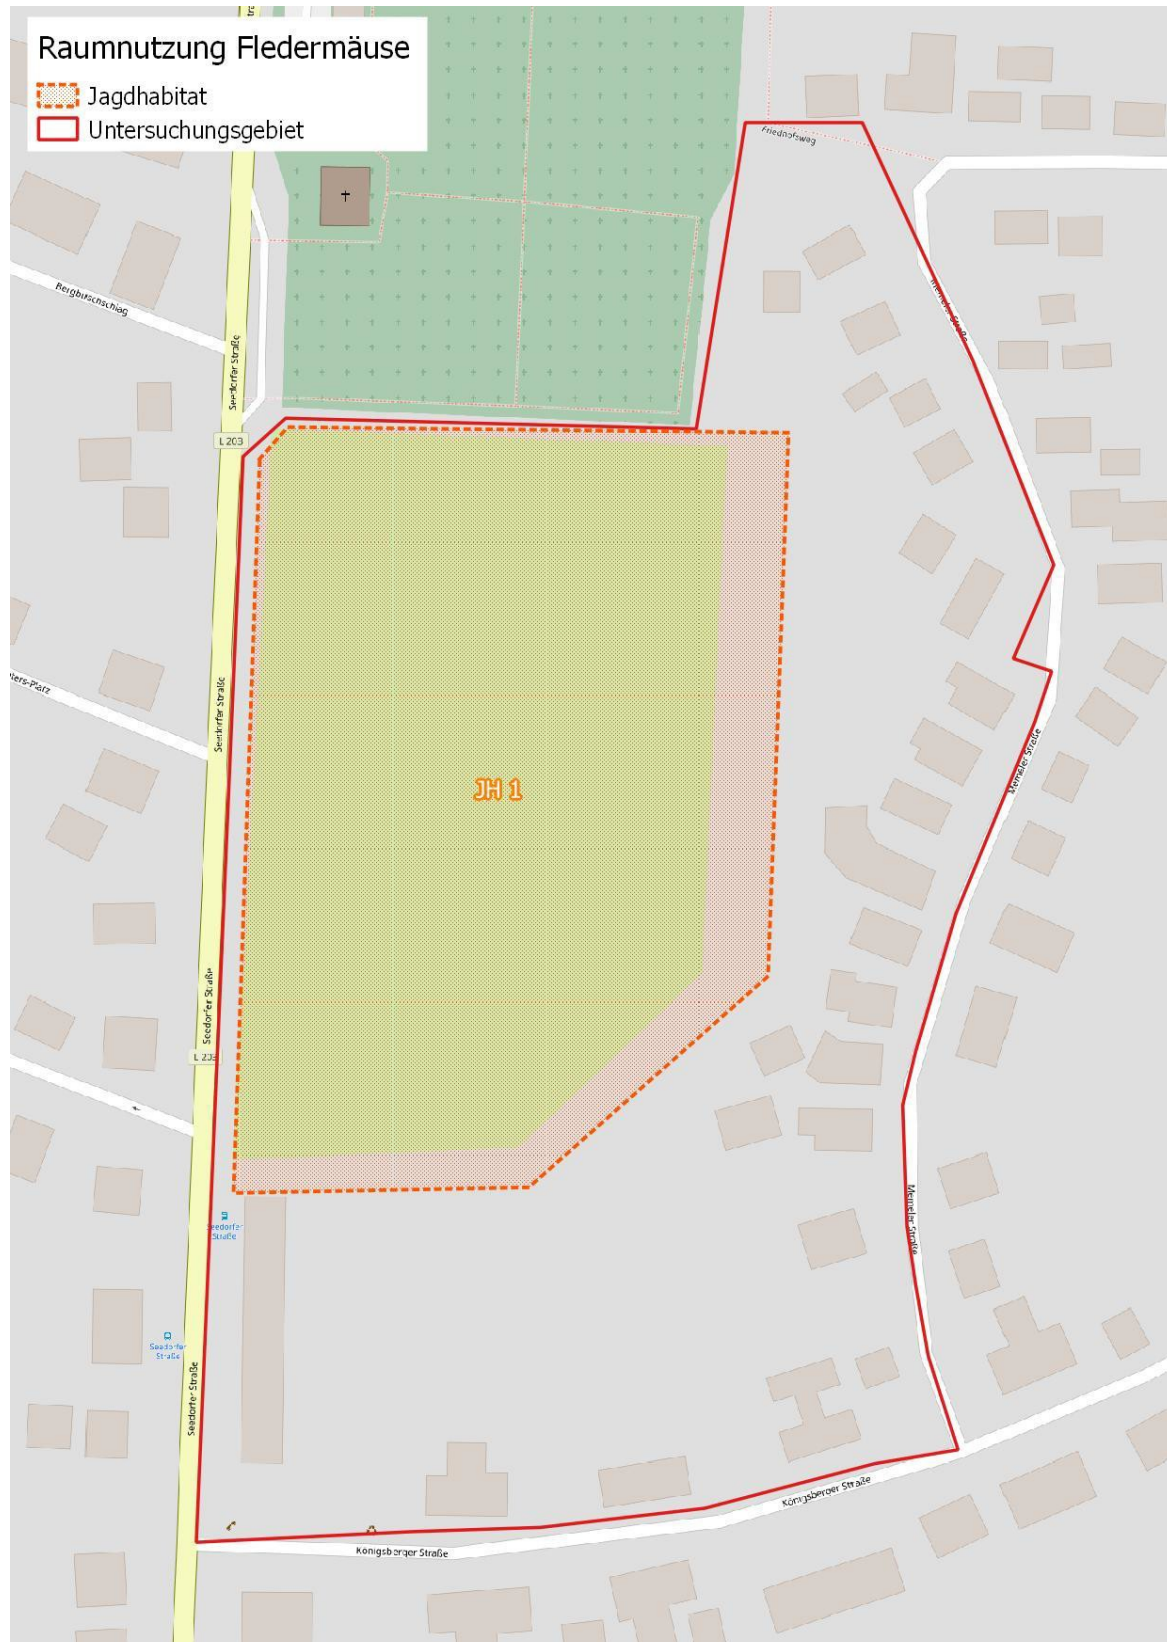 Raumnutzung Fledermäuse
Jagdhabitat
Untersuchungsgebiet
Friedhofsweg
Seedorfer Straße
L 203
Memeler Straße
Seedorfer Straße
JH 1
Memeler Straße
Seedorfer Straße
L 203
Memeler Straße
Seedorfer
Straße
Seedorfer
Straße
Seedorfer Straße
Königsberger Straße
Königsberger Straße